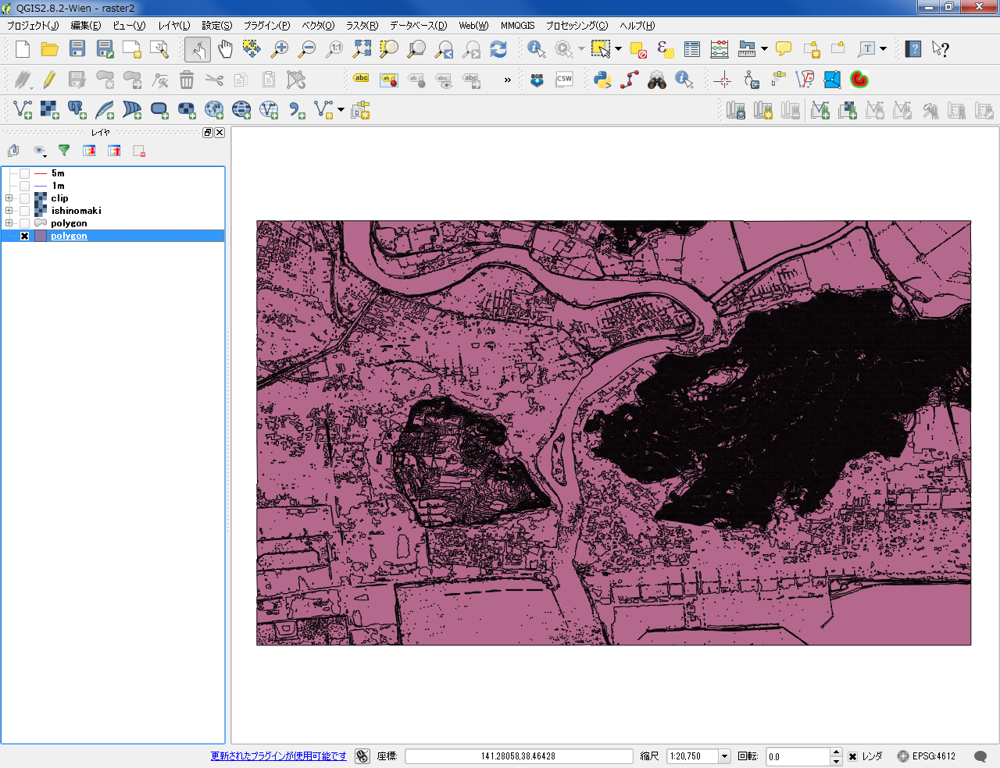 QGIS2.8.2-Wien - raster2
プロジェクト(J) 編集(E) ビュー(V) レイヤ(L) 設定(S) プラグイン(P) ベクタ(O) ラスタ(R) データベース(D) Web(W) MMQGIS プロセッシング(C) ヘルプ(H)
abc ab abc abc abc » CSW
レイヤ
5m
1m
clip
ishinomaki
polygon
polygon
更新されたプラグインが使用可能です 座標: 141.28058,38.46428 縮尺 1:20,750 回転: 0.0 レンダ EPSG:4612